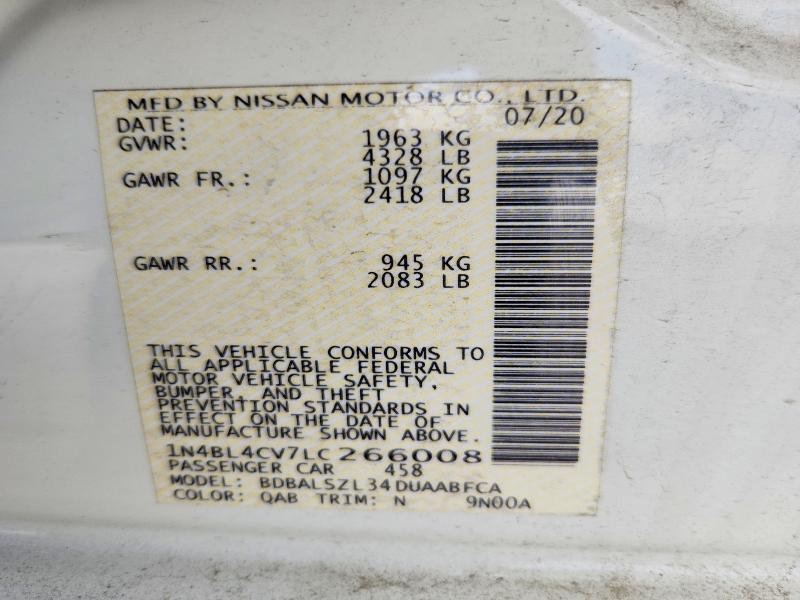 MFD BY NISSAN MOTOR CO., LTD.
DATE: 07/20
GVWR: 1963 KG
4328 LB
GAWR FR.: 1097 KG
2418 LB
GAWR RR.: 945 KG
2083 LB
THIS VEHICLE CONFORMS TO
ALL APPLICABLE FEDERAL
MOTOR VEHICLE SAFETY,
BUMPER, AND THEFT
PREVENTION STANDARDS IN
EFFECT ON THE DATE OF
MANUFACTURE SHOWN ABOVE.
1N4BL4CV7LC266008
PASSENGER CAR 458
MODEL: BDBALSZL34DUAABFCA
COLOR: QAB TRIM: N 9N00A